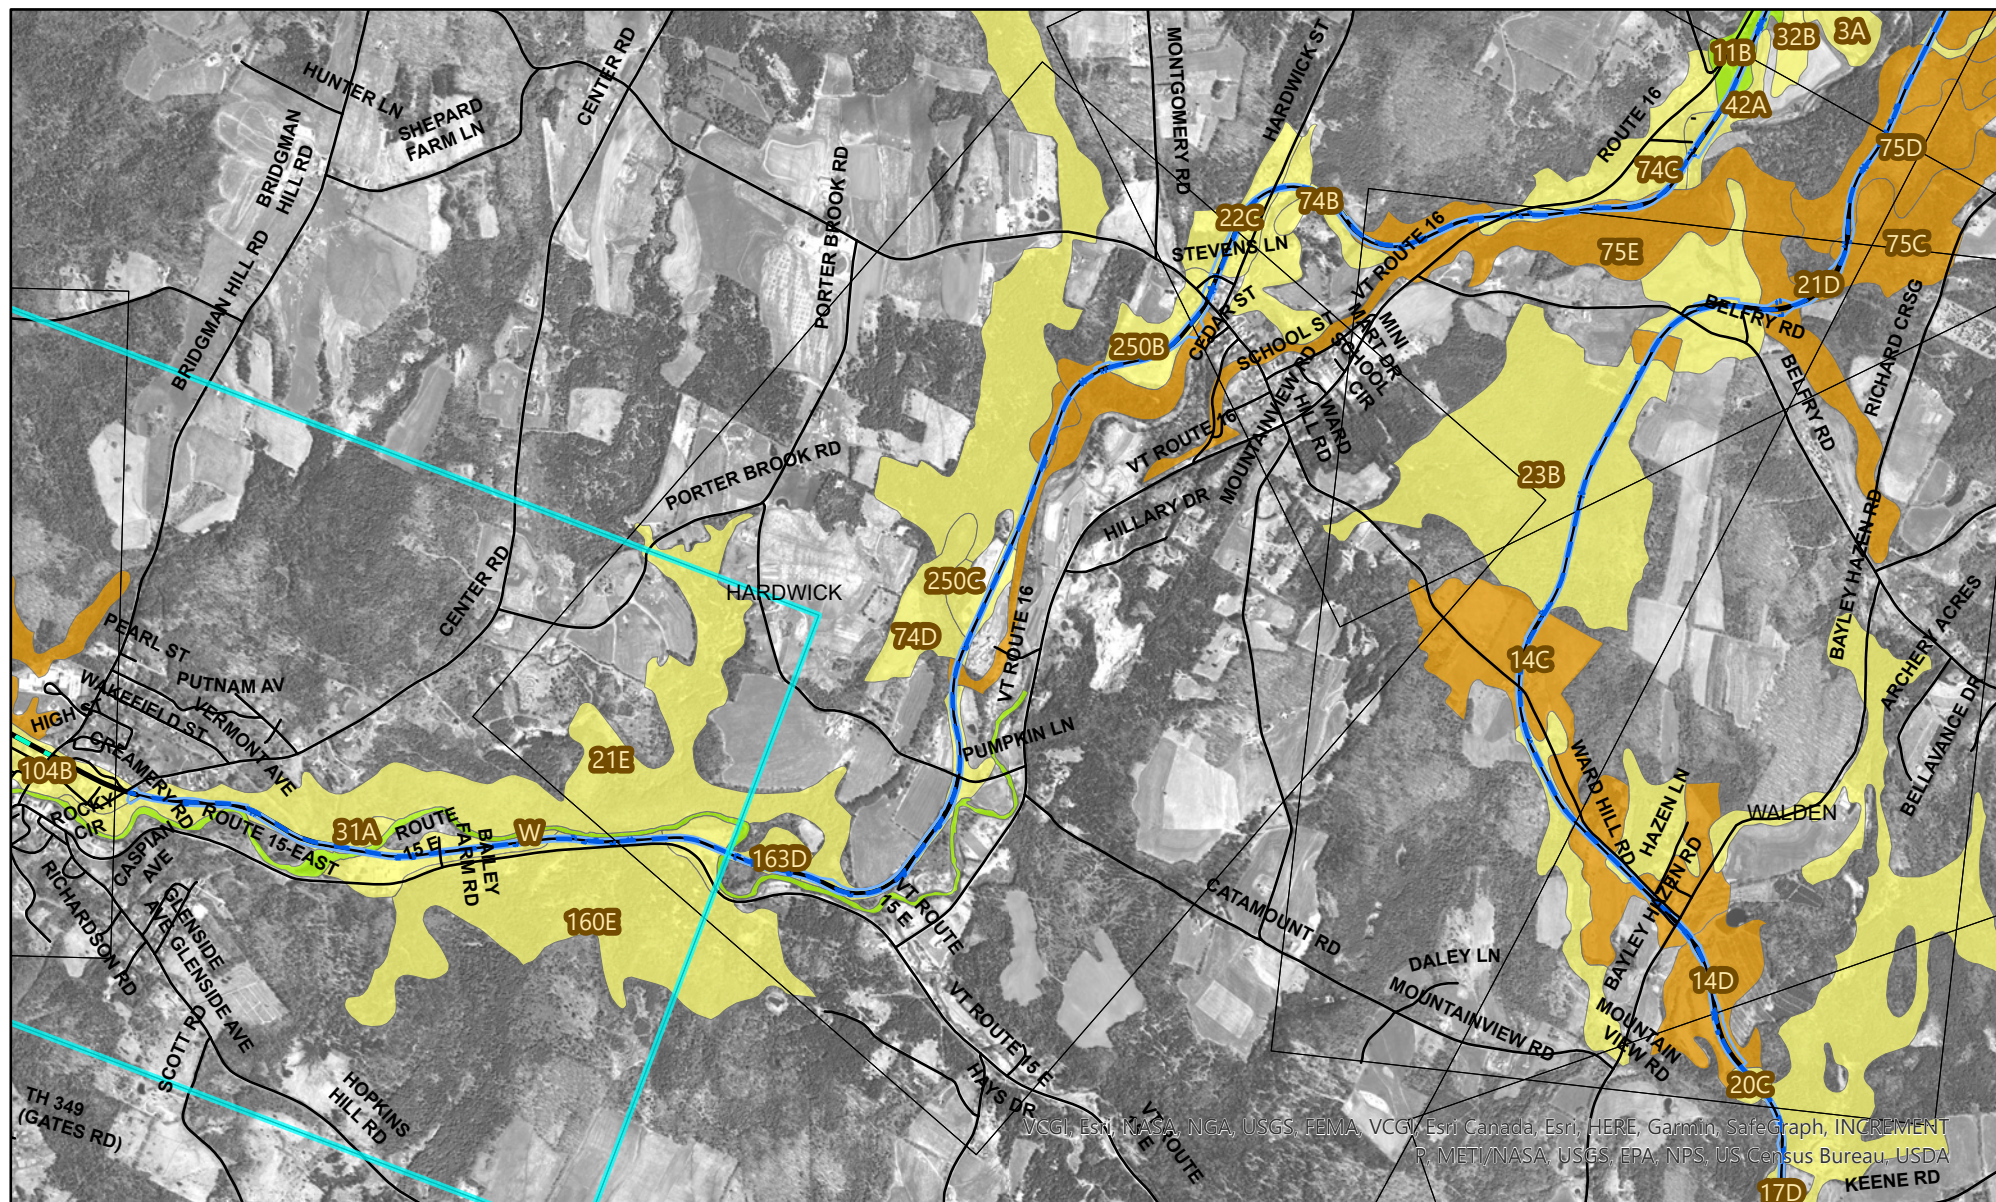 HUNTER LN
SHEPARD
FARM LN
BRIDGMAN
HILL RD
CENTER RD
MONTGOMERY RD
HARDWICK ST
11B
32B
3A
42A
ROUTE 16
74C
75D
PORTER BROOK RD
BRIDGMAN HILL RD
22C
74B
STEVENS LN
VT ROUTE 16
75E
75C
21D
BELFRY RD
RICHARD CRSG
CEDAR ST
250B
SCHOOL ST
MINI
MART DR
SCHOOL
CIR
MOUNTAINVIEW RD
WARD
HILL RD
VT ROUTE 16
BELFRY RD
PORTER BROOK RD
23B
HILLARY DR
BAYLEY HAZEN RD
CENTER RD
HARDWICK
250C
74D
VT ROUTE 16
14C
ARCHERY ACRES
BELLAVANCE DR
PEARL ST
PUTNAM AV
WAKEFIELD ST
VERMONT AVE
HIGH ST
CREAMERY RD
104B
ROCKY
CIR
CASPIAN
AVE
ROUTE 15-EAST
31A
ROUTE
15 E
BAILEY
FARM RD
W
21E
PUMPKIN LN
163D
VT ROUTE
15 E
160E
WARD HILL RD
HAZEN LN
WALDEN
BAYLEY HAZEN RD
CATAMOUNT RD
DALEY LN
MOUNTAINVIEW RD
14D
MOUNTAIN
VIEW RD
20C
RICHARDSON RD
GLENSIDE
AVE
GLENSIDE AVE
SCOTT RD
HOPKINS
HILL RD
TH 349
(GATES RD)
VT ROUTE 15 E
HAYS DR
VT ROUTE
15 E
VCGI, Esri, NASA, NGA, USGS, FEMA, VCGI, Esri Canada, Esri, HERE, Garmin, SafeGraph, INCREMENT
P, METI/NASA, USGS, EPA, NPS, US Census Bureau, USDA
KEENE RD
17D